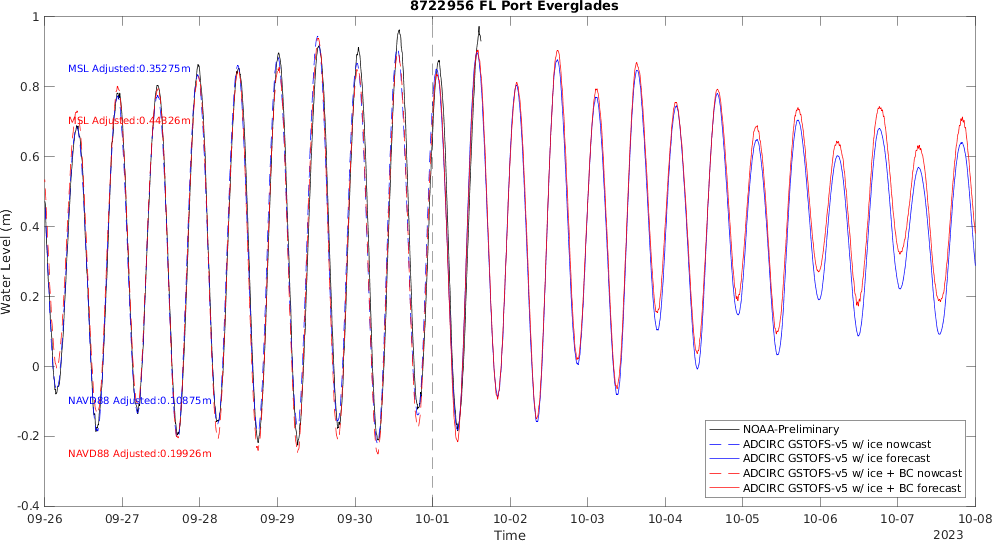 8722956 FL Port Everglades
1
0.8
0.6
0.4
0.2
0
-0.2
-0.4
Water Level (m)
MSL Adjusted:0.35275m
MSL Adjusted:0.44326m
NAVD88 Adjusted:0.10875m
NAVD88 Adjusted:0.19926m
NOAA-Preliminary
ADCIRC GSTOFS-v5 w/ ice nowcast
ADCIRC GSTOFS-v5 w/ ice forecast
ADCIRC GSTOFS-v5 w/ ice + BC nowcast
ADCIRC GSTOFS-v5 w/ ice + BC forecast
09-26 09-27 09-28 09-29 09-30 10-01 10-02 10-03 10-04 10-05 10-06 10-07 10-08
Time
2023